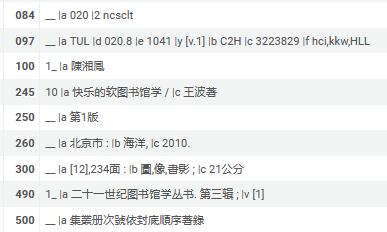 084 __ |a 020 |2 ncsclt
097 __ |a TUL |d 020.8 |e 1041 |y [v.1] |b C2H |c 3223829 |f hci,kkw,HLL
100 1_ |a 陳湘鳳
245 10 |a 快乐的软图书馆学 / |c 王波著
250 __ |a 第1版
260 __ |a 北京市 : |b 海洋, |c 2010.
300 __ |a [12],234面 : |b 圖,像,書影 ; |c 21公分
490 1_ |a 二十一世纪图书馆学丛书. 第三辑 ; |v [1]
500 __ |a 集叢册次號依封底順序著錄